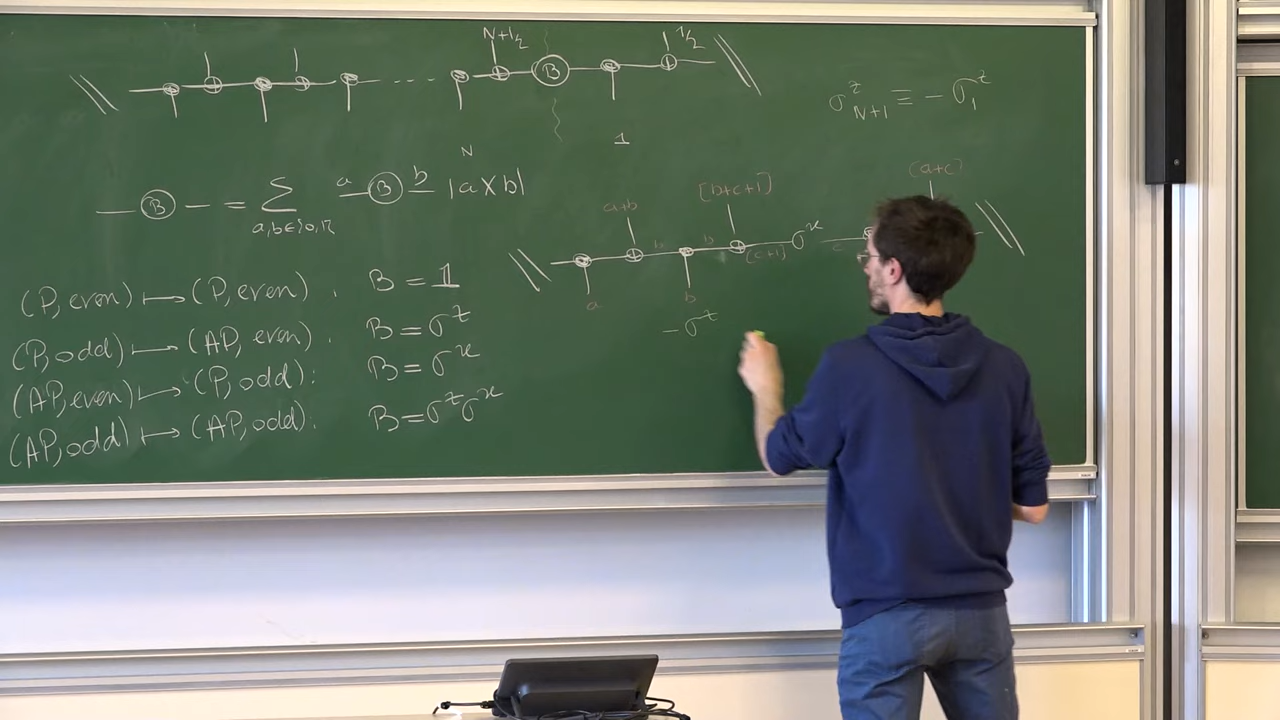 N+1/2 B 1/2
σ^z_{N+1} ≡ -σ^z_1
N 1
B = Σ_{a,b∈{0,1}} a B b |a X b|
a+b [b+c+1] (a+c)
b b (c+1) σ^x c
a b
-σ^z
(P, even) ↦ (P, even) : B = 1
(P, odd) ↦ (AP, even) : B = σ^z
(AP, even) ↦ (P, odd) : B = σ^x
(AP, odd) ↦ (AP, odd) : B = σ^z σ^x